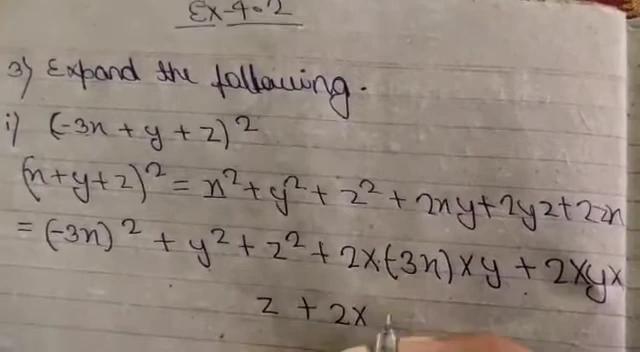 Ex-4.2
3) Expand the following.
i) (-3x + y + z)²
(x+y+z)² = x²+y²+z²+2xy+2yz+2zx
= (-3x)² + y² + z² + 2×(-3x)×y + 2×y×
z + 2×